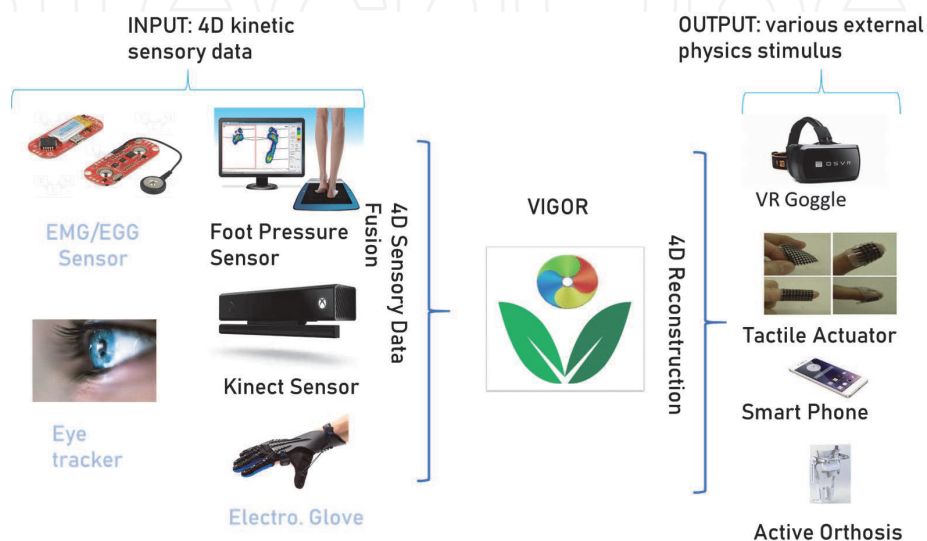 INPUT: 4D kinetic
sensory data
OUTPUT: various external
physics stimulus
EMG/EGG
Sensor
Foot Pressure
Sensor
Eye
tracker
Kinect Sensor
Electro. Glove
4D Sensory Data
Fusion
VIGOR
4D Reconstruction
OSVR
VR Goggle
Tactile Actuator
Smart Phone
Active Orthosis